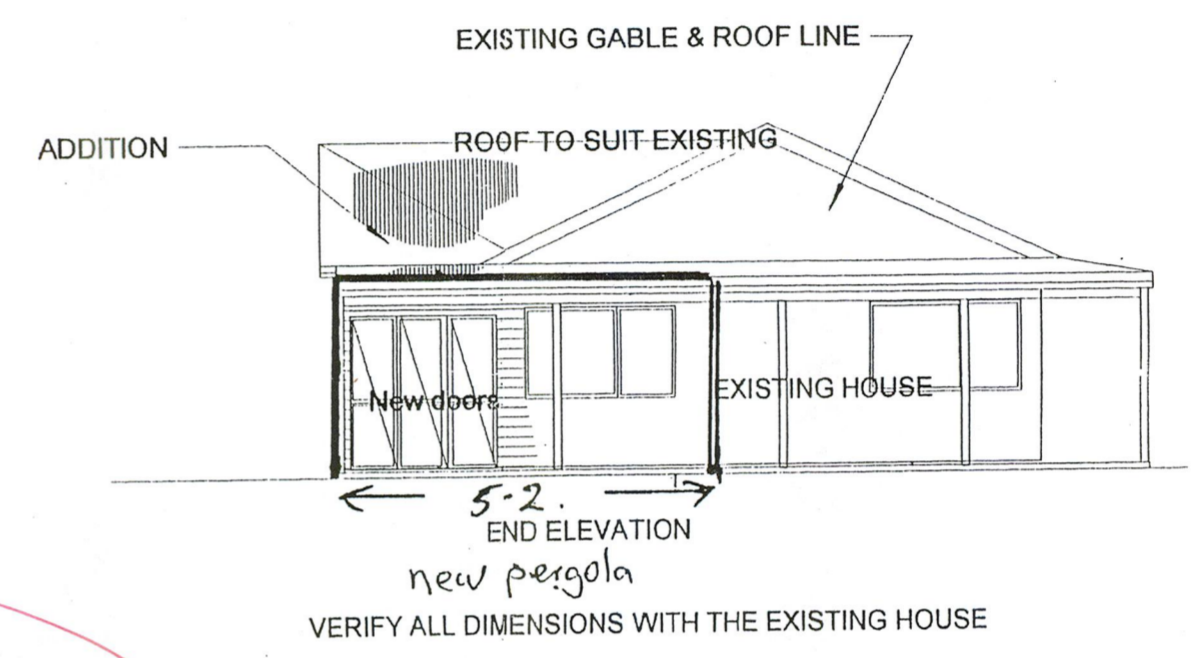 EXISTING GABLE & ROOF LINE
ADDITION
ROOF TO SUIT EXISTING
New doors
EXISTING HOUSE
5-2.
END ELEVATION
new pergola
VERIFY ALL DIMENSIONS WITH THE EXISTING HOUSE